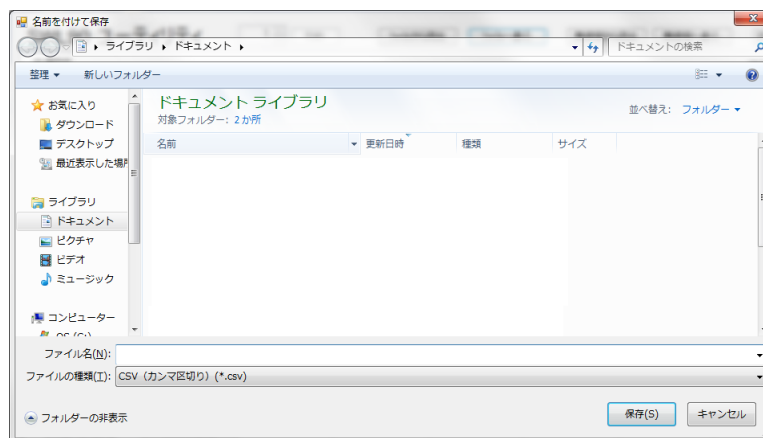 名前を付けて保存
ライブラリ ▸ ドキュメント ▸
ドキュメントの検索
整理 ▼ 新しいフォルダー
お気に入り
ダウンロード
デスクトップ
最近表示した場所
ライブラリ
ドキュメント
ピクチャ
ビデオ
ミュージック
コンピューター
OS (C:)
ドキュメント ライブラリ
対象フォルダー: 2 か所
並べ替え: フォルダー ▼
名前 更新日時 種類 サイズ
ファイル名(N):
ファイルの種類(T): CSV (カンマ区切り) (*.csv)
フォルダーの非表示
保存(S) キャンセル